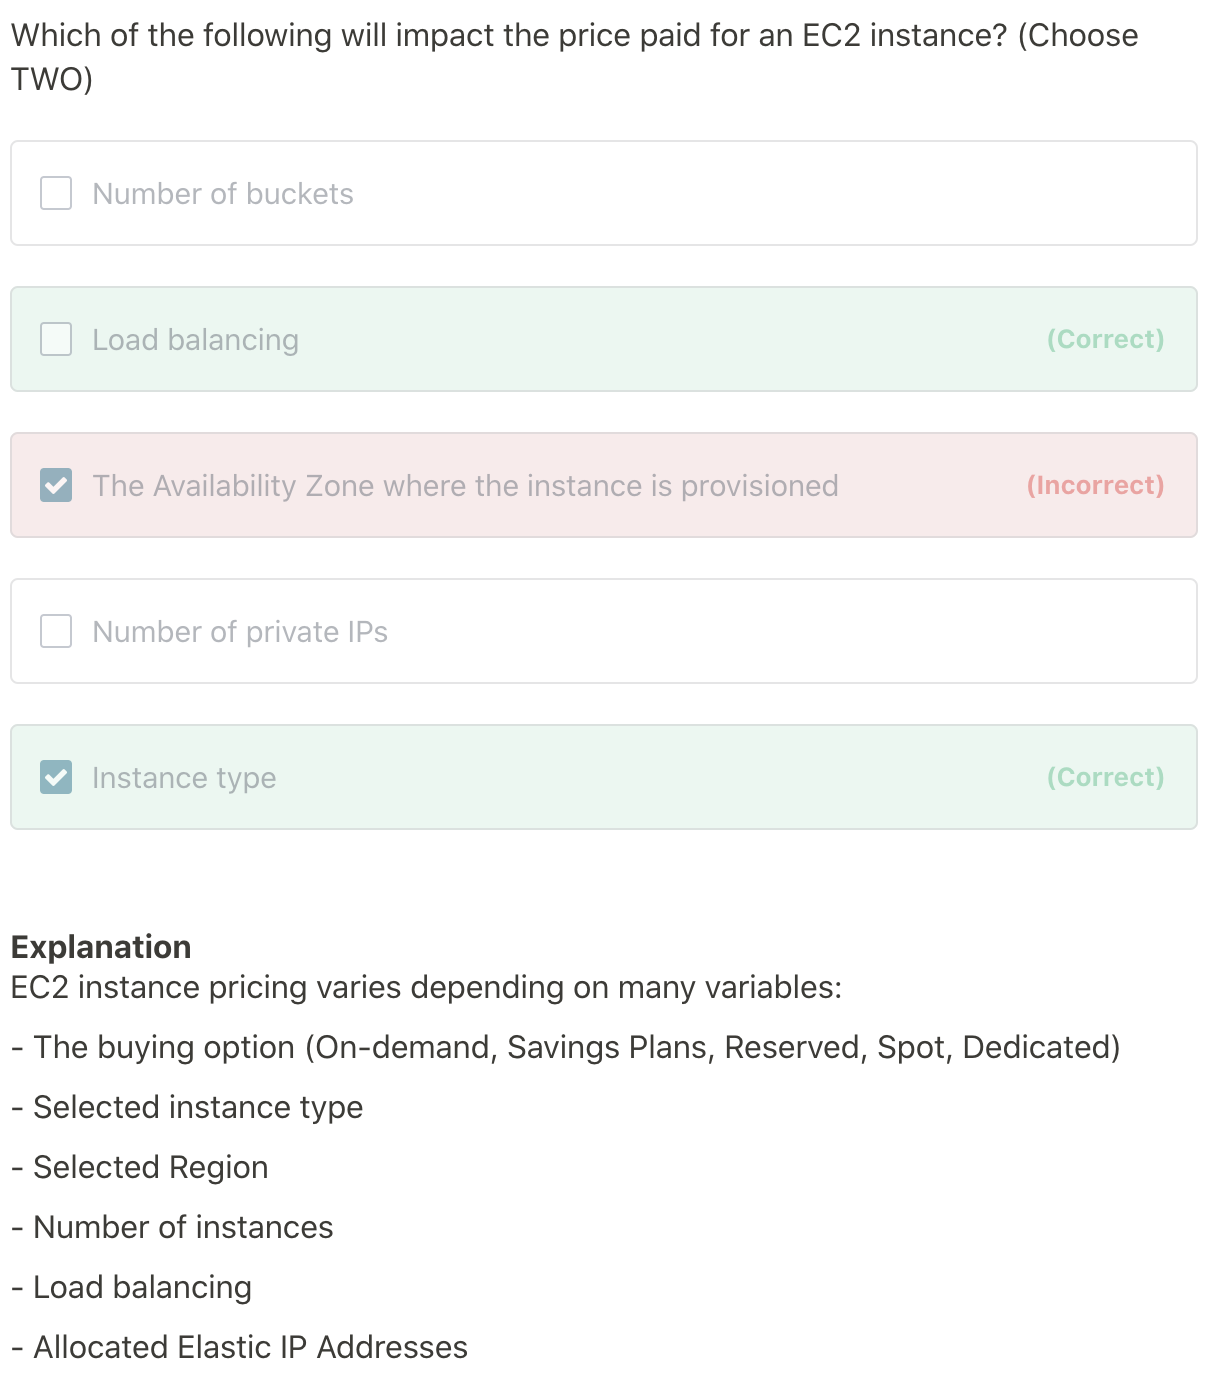 Which of the following will impact the price paid for an EC2 instance? (Choose
TWO)
Number of buckets
Load balancing (Correct)
The Availability Zone where the instance is provisioned (Incorrect)
Number of private IPs
Instance type (Correct)
Explanation
EC2 instance pricing varies depending on many variables:
- The buying option (On-demand, Savings Plans, Reserved, Spot, Dedicated)
- Selected instance type
- Selected Region
- Number of instances
- Load balancing
- Allocated Elastic IP Addresses